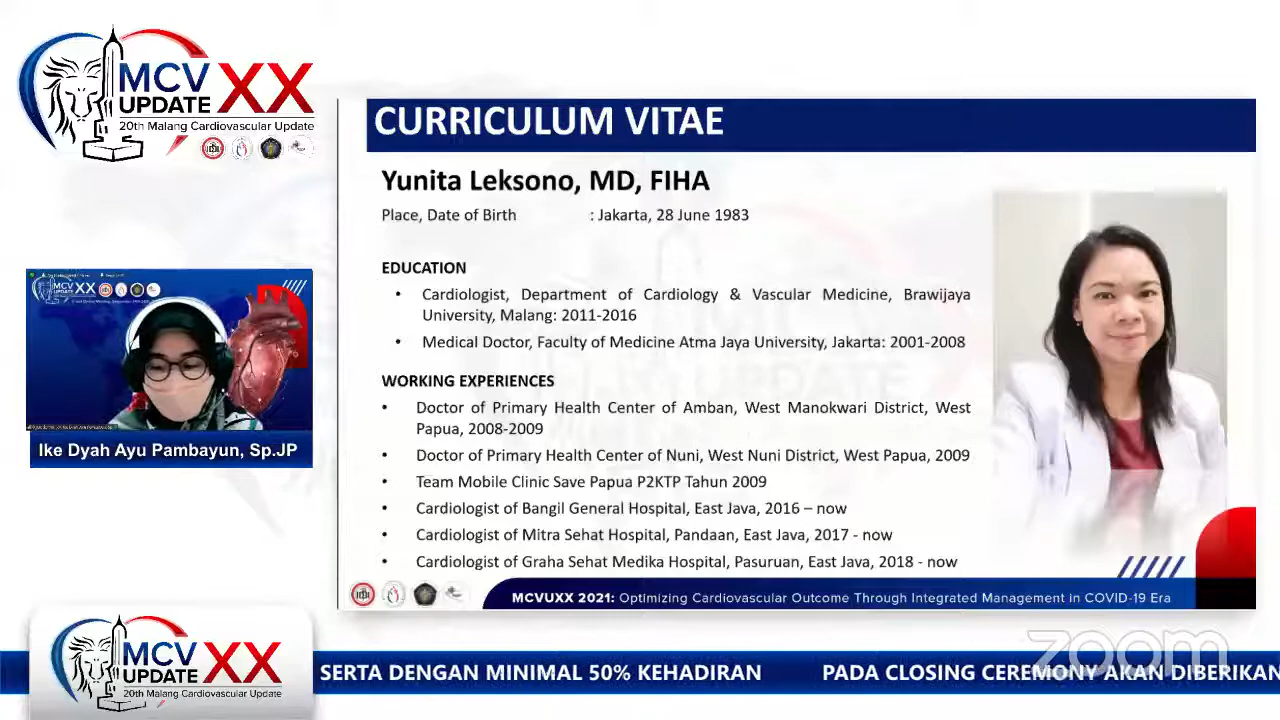 MCV XX
UPDATE
20th Malang Cardiovascular Update
CURRICULUM VITAE
Yunita Leksono, MD, FIHA
Place, Date of Birth : Jakarta, 28 June 1983
EDUCATION
• Cardiologist, Department of Cardiology & Vascular Medicine, Brawijaya
University, Malang: 2011-2016
• Medical Doctor, Faculty of Medicine Atma Jaya University, Jakarta: 2001-2008
WORKING EXPERIENCES
• Doctor of Primary Health Center of Amban, West Manokwari District, West
Papua, 2008-2009
• Doctor of Primary Health Center of Nuni, West Nuni District, West Papua, 2009
• Team Mobile Clinic Save Papua P2KTP Tahun 2009
• Cardiologist of Bangil General Hospital, East Java, 2016 – now
• Cardiologist of Mitra Sehat Hospital, Pandaan, East Java, 2017 - now
• Cardiologist of Graha Sehat Medika Hospital, Pasuruan, East Java, 2018 - now
MCVUXX 2021: Optimizing Cardiovascular Outcome Through Integrated Management in COVID-19 Era
MCV XX
UPDATE
Ike Dyah Ayu Pambayun, Sp.JP
zoom
MCV XX
UPDATE
20th Malang Cardiovascular Update
SERTA DENGAN MINIMAL 50% KEHADIRAN PADA CLOSING CEREMONY AKAN DIBERIKAN